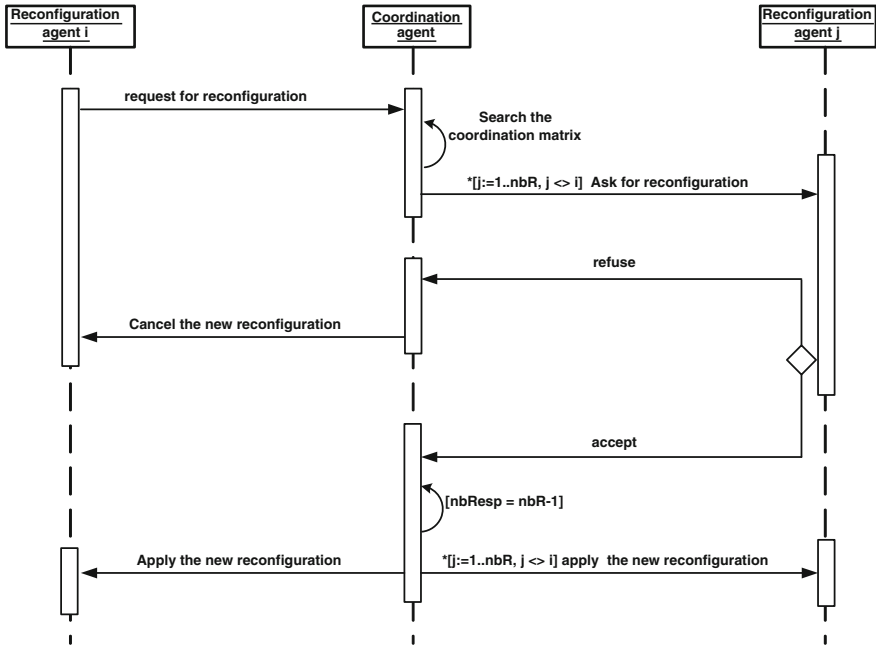 Reconfiguration
agent i
Coordination
agent
Reconfiguration
agent j
request for reconfiguration
Search the
coordination matrix
*[j:=1..nbR, j <> i]  Ask for reconfiguration
refuse
Cancel the new reconfiguration
accept
[nbResp = nbR-1]
Apply the new reconfiguration
*[j:=1..nbR, j <> i] apply  the new reconfiguration